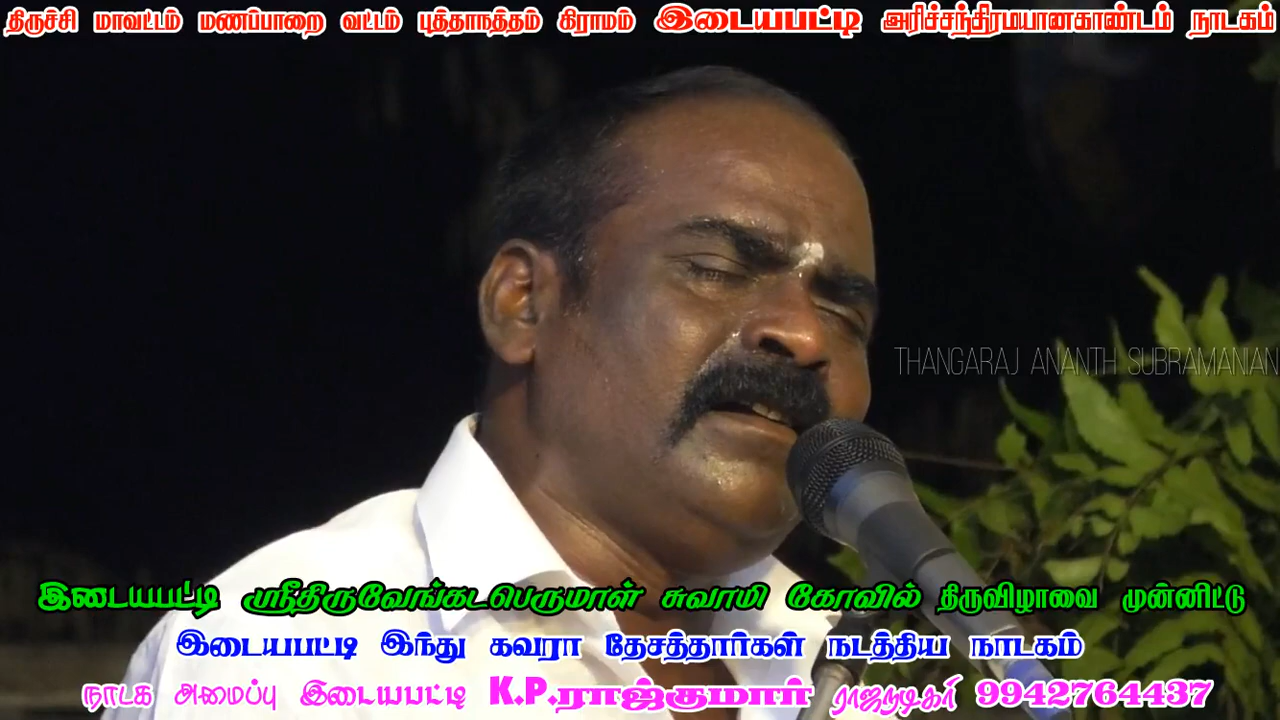 திருச்சி மாவட்டம் மணப்பாறை வட்டம் புத்தாநத்தம் கிராமம் இடையபட்டி அரிச்சந்திரமயானகாண்டம் நாடகம்
THANGARAJ ANANTH SUBRAMANIAN
இடையபட்டி ஸ்ரீதிருவேங்கடபெருமாள் சுவாமி கோவில் திருவிழாவை முன்னிட்டு
இடையபட்டி இந்து கவரா தேசத்தார்கள் நடத்திய நாடகம்
நாடக அமைப்பு இடையபட்டி K.P.ராஜ்குமார் ராஜநடிகர் 9942764437